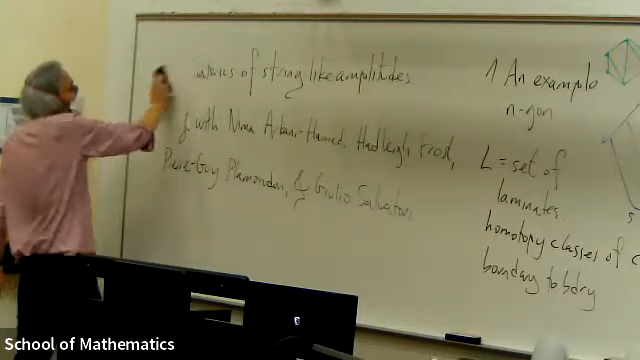 of string like amplitudes
& with Nima Arkani-Hamed, Hadleigh Frost,
Pierre-Guy Plamondon, & Giulio Salvatori
1 An example
n-gon
L = set of
laminates:
homotopy classes of c
boundary to bdry
5
School of Mathematics